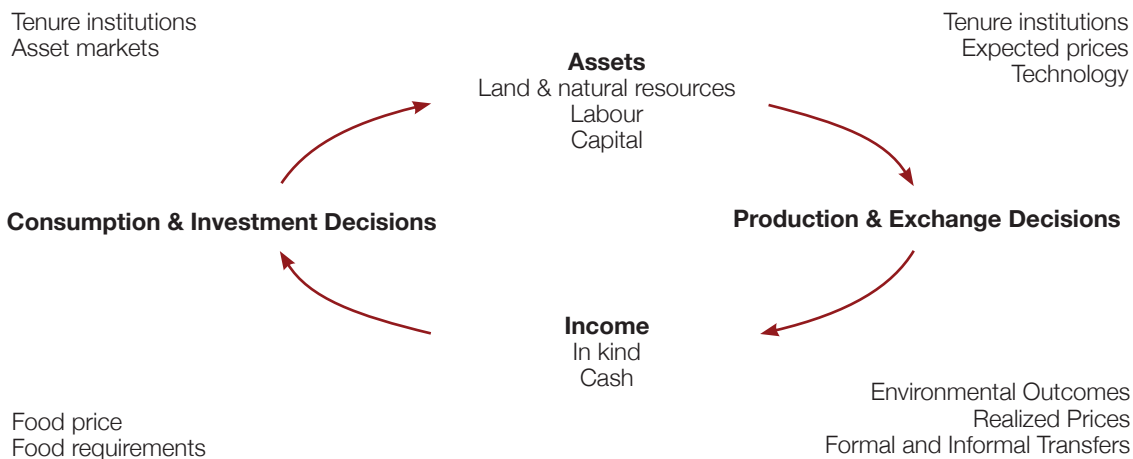 Tenure institutions
Asset markets
Tenure institutions
Expected prices
Technology
Assets
Land & natural resources
Labour
Capital
Consumption & Investment Decisions
Production & Exchange Decisions
Income
In kind
Cash
Food price
Food requirements
Environmental Outcomes
Realized Prices
Formal and Informal Transfers